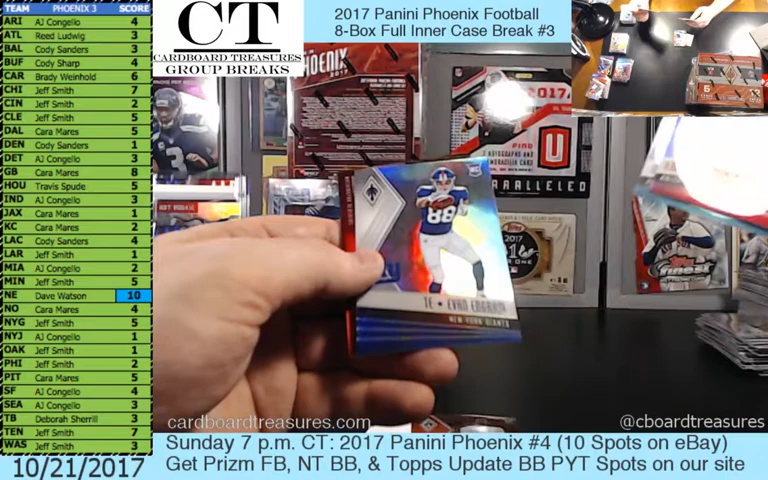 TEAM PHOENIX 3 SCORE
ARI AJ Congello 4
ATL Reed Ludwig 3
BAL Cody Sanders 3
BUF Cody Sharp 4
CAR Brady Weinhold 6
CHI Jeff Smith 7
CIN Jeff Smith 2
CLE Jeff Smith 5
DAL Cara Mares 5
DEN Cody Sanders 1
DET AJ Congello 3
GB Cara Mares 8
HOU Travis Spude 5
IND AJ Congello 3
JAX Cara Mares 1
KC Cara Mares 2
LAC Cody Sanders 4
LAR Jeff Smith 1
MIA AJ Congello 2
MIN Jeff Smith 5
NE Dave Watson 10
NO Cara Mares 4
NYG Jeff Smith 5
NYJ AJ Congello 1
OAK Jeff Smith 1
PHI Jeff Smith 2
PIT Cara Mares 5
SF AJ Congello 4
SEA AJ Congello 3
TB Deborah Sherrill 3
TEN Jeff Smith 7
WAS Jeff Smith 3
10/21/2017
CT
CARDBOARD TREASURES
GROUP BREAKS
2017 Panini Phoenix Football
8-Box Full Inner Case Break #3
PHOENIX
2017
2017
FIND
AUTOGRAPHS AND
MEMORABILIA CARD
U
PARALLELED
2017
Finest
88
TE • EVAN ENGRAM
NEW YORK GIANTS
cardboardtreasures.com
@cboardtreasures
Sunday 7 p.m. CT: 2017 Panini Phoenix #4 (10 Spots on eBay)
Get Prizm FB, NT BB, & Topps Update BB PYT Spots on our site